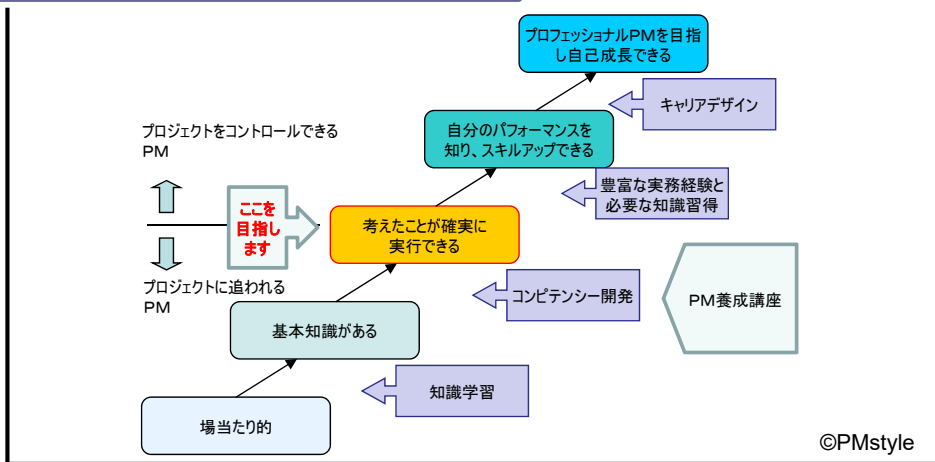 プロフェッショナルPMを目指
し自己成長できる
キャリアデザイン
自分のパフォーマンスを
知り、スキルアップできる
プロジェクトをコントロールできる
PM
豊富な実務経験と
必要な知識習得
ここを
目指し
ます
考えたことが確実に
実行できる
プロジェクトに追われる
PM
コンピテンシー開発
PM養成講座
基本知識がある
知識学習
場当たり的
©PMstyle